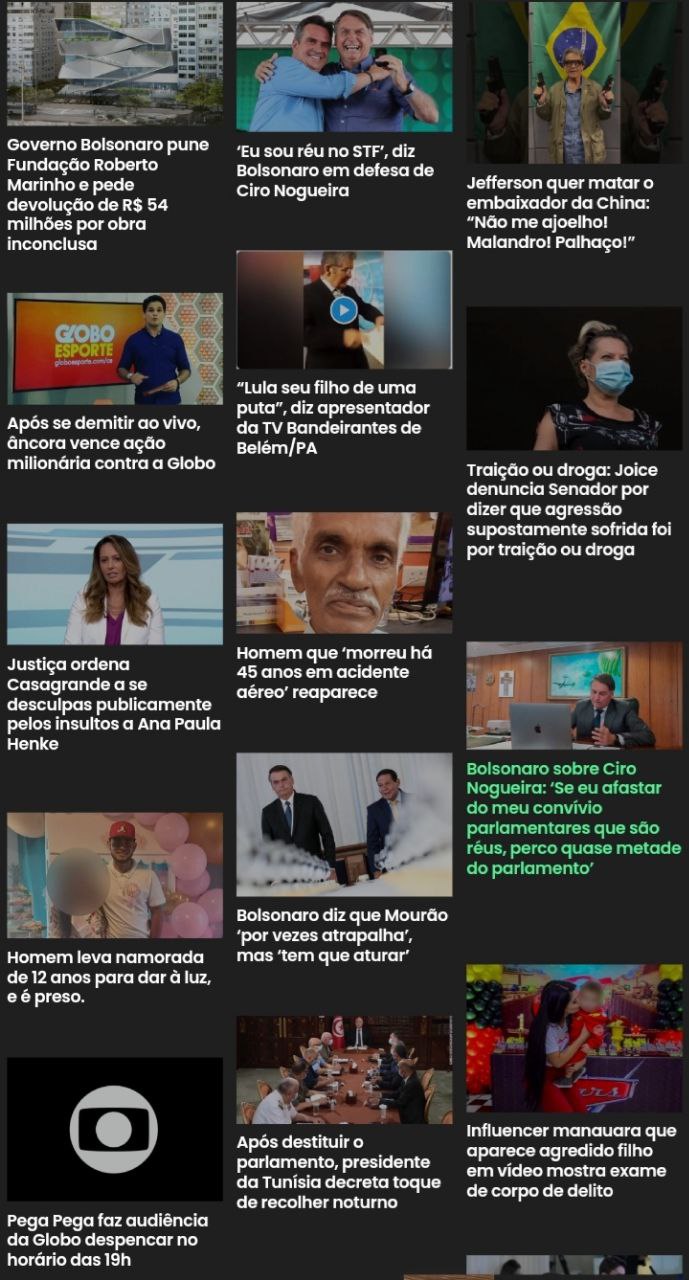 Governo Bolsonaro pune
Fundação Roberto
Marinho e pede
devolução de R$ 54
milhões por obra
inconclusa
GLOBO
ESPORTE
globoesporte.com/ce
Após se demitir ao vivo,
âncora vence ação
milionária contra a Globo
Justiça ordena
Casagrande a se
desculpas publicamente
pelos insultos a Ana Paula
Henke
Homem leva namorada
de 12 anos para dar à luz,
e é preso.
Pega Pega faz audiência
da Globo despencar no
horário das 19h
‘Eu sou réu no STF’, diz
Bolsonaro em defesa de
Ciro Nogueira
“Lula seu filho de uma
puta”, diz apresentador
da TV Bandeirantes de
Belém/PA
Homem que ‘morreu há
45 anos em acidente
aéreo’ reaparece
Bolsonaro diz que Mourão
‘por vezes atrapalha’,
mas ‘tem que aturar’
Após destituir o
parlamento, presidente
da Tunísia decreta toque
de recolher noturno
Jefferson quer matar o
embaixador da China:
“Não me ajoelho!
Malandro! Palhaço!”
Traição ou droga: Joice
denuncia Senador por
dizer que agressão
supostamente sofrida foi
por traição ou droga
Bolsonaro sobre Ciro
Nogueira: ‘Se eu afastar
do meu convívio
parlamentares que são
réus, perco quase metade
do parlamento’
Influencer manauara que
aparece agredido filho
em vídeo mostra exame
de corpo de delito